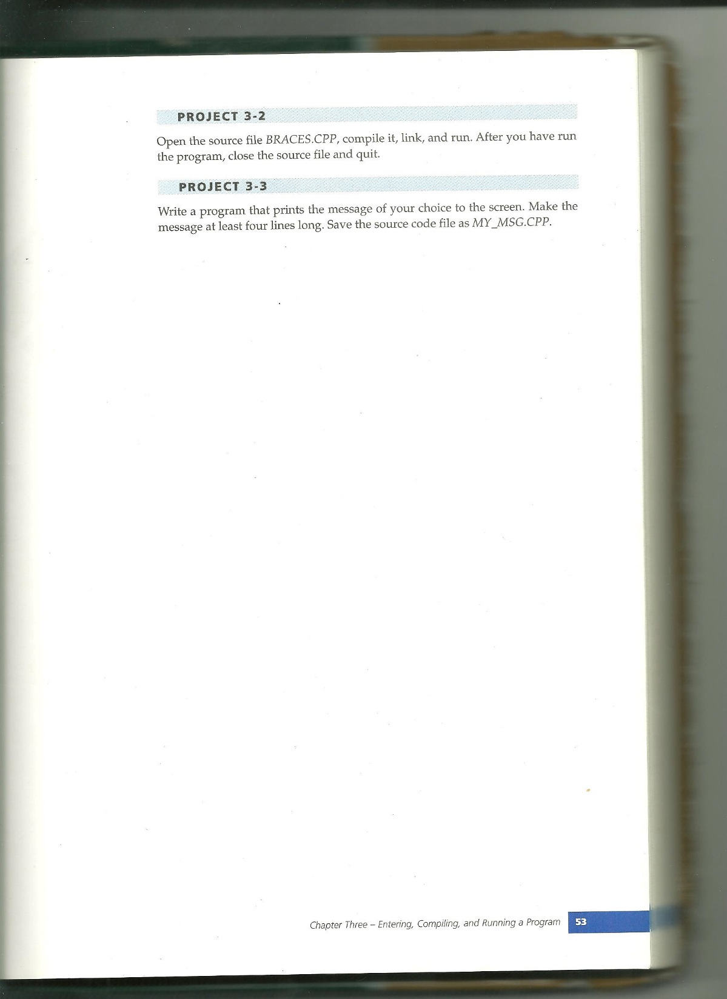 PROJECT 3-2
Open the source file BRACES.CPP, compile it, link, and run. After you have run
the program, close the source file and quit.
PROJECT 3-3
Write a program that prints the message of your choice to the screen. Make the
message at least four lines long. Save the source code file as MY_MSG.CPP.
Chapter Three – Entering, Compiling, and Running a Program 53